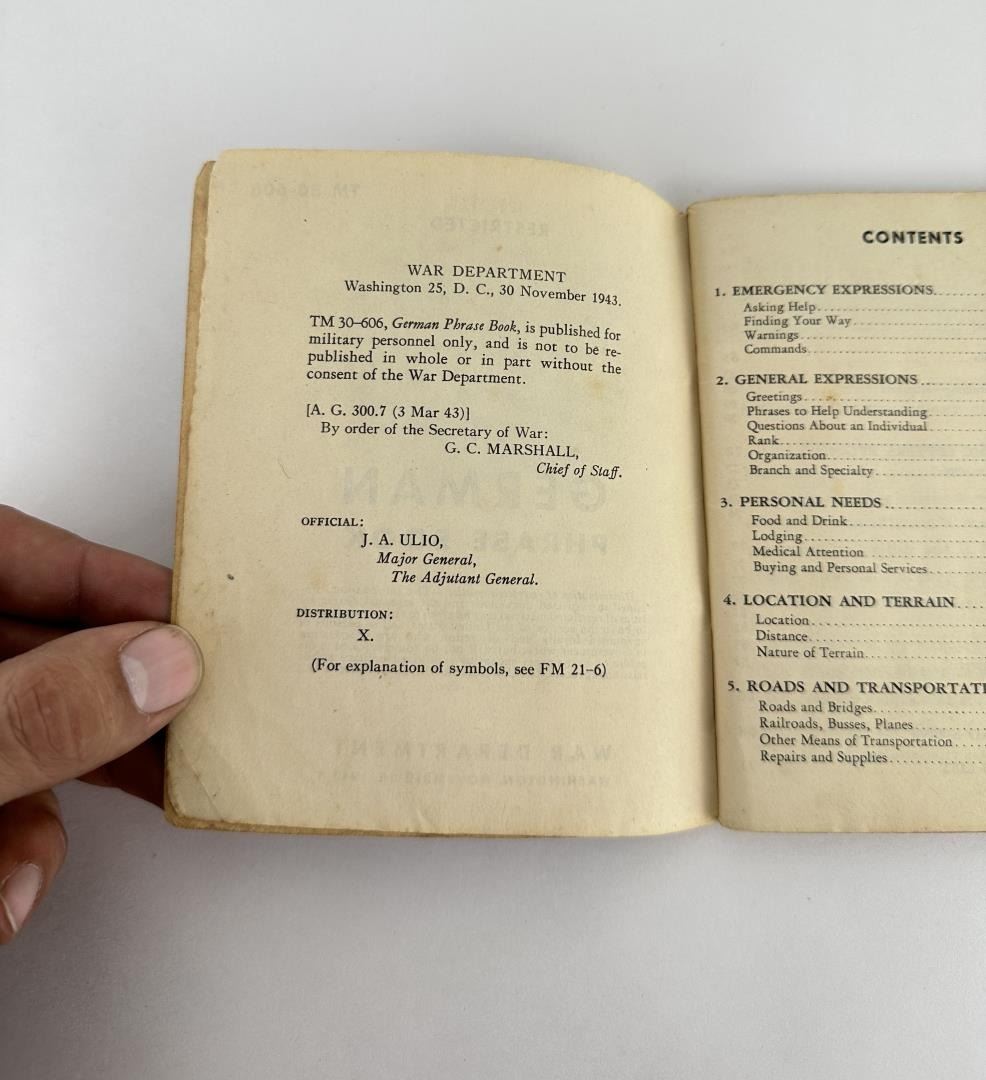 WAR DEPARTMENT
Washington 25, D. C., 30 November 1943.
TM 30–606, German Phrase Book, is published for
military personnel only, and is not to be re-
published in whole or in part without the
consent of the War Department.
[A. G. 300.7 (3 Mar 43)]
By order of the Secretary of War:
G. C. MARSHALL,
Chief of Staff.
OFFICIAL:
J. A. ULIO,
Major General,
The Adjutant General.
DISTRIBUTION:
X.
(For explanation of symbols, see FM 21–6)
CONTENTS
1. EMERGENCY EXPRESSIONS
Asking Help
Finding Your Way
Warnings
Commands
2. GENERAL EXPRESSIONS
Greetings
Phrases to Help Understanding
Questions About an Individual
Rank
Organization
Branch and Specialty
3. PERSONAL NEEDS
Food and Drink
Lodging
Medical Attention
Buying and Personal Services
4. LOCATION AND TERRAIN
Location
Distance
Nature of Terrain
5. ROADS AND TRANSPORTATI
Roads and Bridges
Railroads, Busses, Planes
Other Means of Transportation
Repairs and Supplies